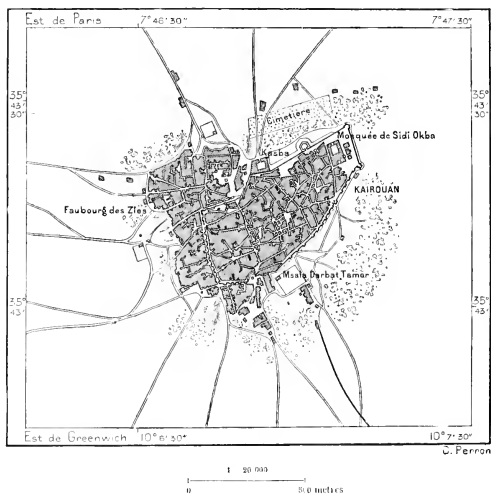 Est de Paris 7°46'30" 7°47'30"
35°
43'
30"
35°
43'
30"
Cimetière
Mosquée de Sidi Okba
Kasba
KAIROUAN
Faubourg des Zlès
Msala Darbat Tamar
35°
43'
35°
43'
Est de Greenwich 10°6'30" 10°7'30"
C. Perron
1 20 000
0 500 mètres